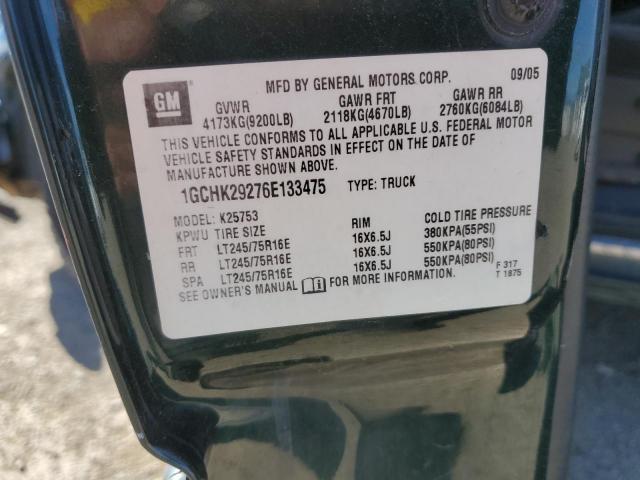 GM
MFD BY GENERAL MOTORS CORP. 09/05
GVWR GAWR FRT GAWR RR
4173KG(9200LB) 2118KG(4670LB) 2760KG(6084LB)
THIS VEHICLE CONFORMS TO ALL APPLICABLE U.S. FEDERAL MOTOR
VEHICLE SAFETY STANDARDS IN EFFECT ON THE DATE OF
MANUFACTURE SHOWN ABOVE.
1GCHK29276E133475 TYPE: TRUCK
MODEL: K25753
KPWU TIRE SIZE RIM COLD TIRE PRESSURE
FRT LT245/75R16E 16X6.5J 380KPA(55PSI)
RR LT245/75R16E 16X6.5J 550KPA(80PSI)
SPA LT245/75R16E 16X6.5J 550KPA(80PSI)
SEE OWNER'S MANUAL FOR MORE INFORMATION.
F 317
T 1875